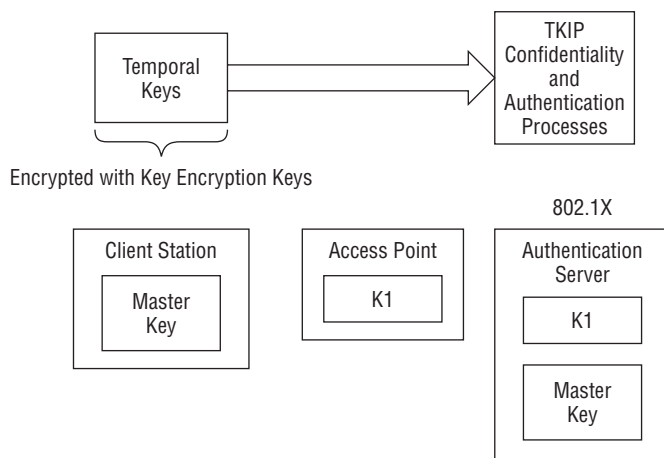 Temporal
Keys
TKIP
Confidentiality
and
Authentication
Processes
Encrypted with Key Encryption Keys
802.1X
Client Station
Master
Key
Access Point
K1
Authentication
Server
K1
Master
Key